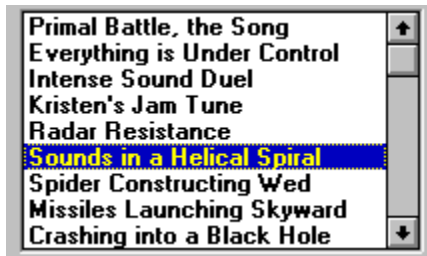 Primal Battle, the Song
Everything is Under Control
Intense Sound Duel
Kristen's Jam Tune
Radar Resistance
Sounds in a Helical Spiral
Spider Constructing Wed
Missiles Launching Skyward
Crashing into a Black Hole